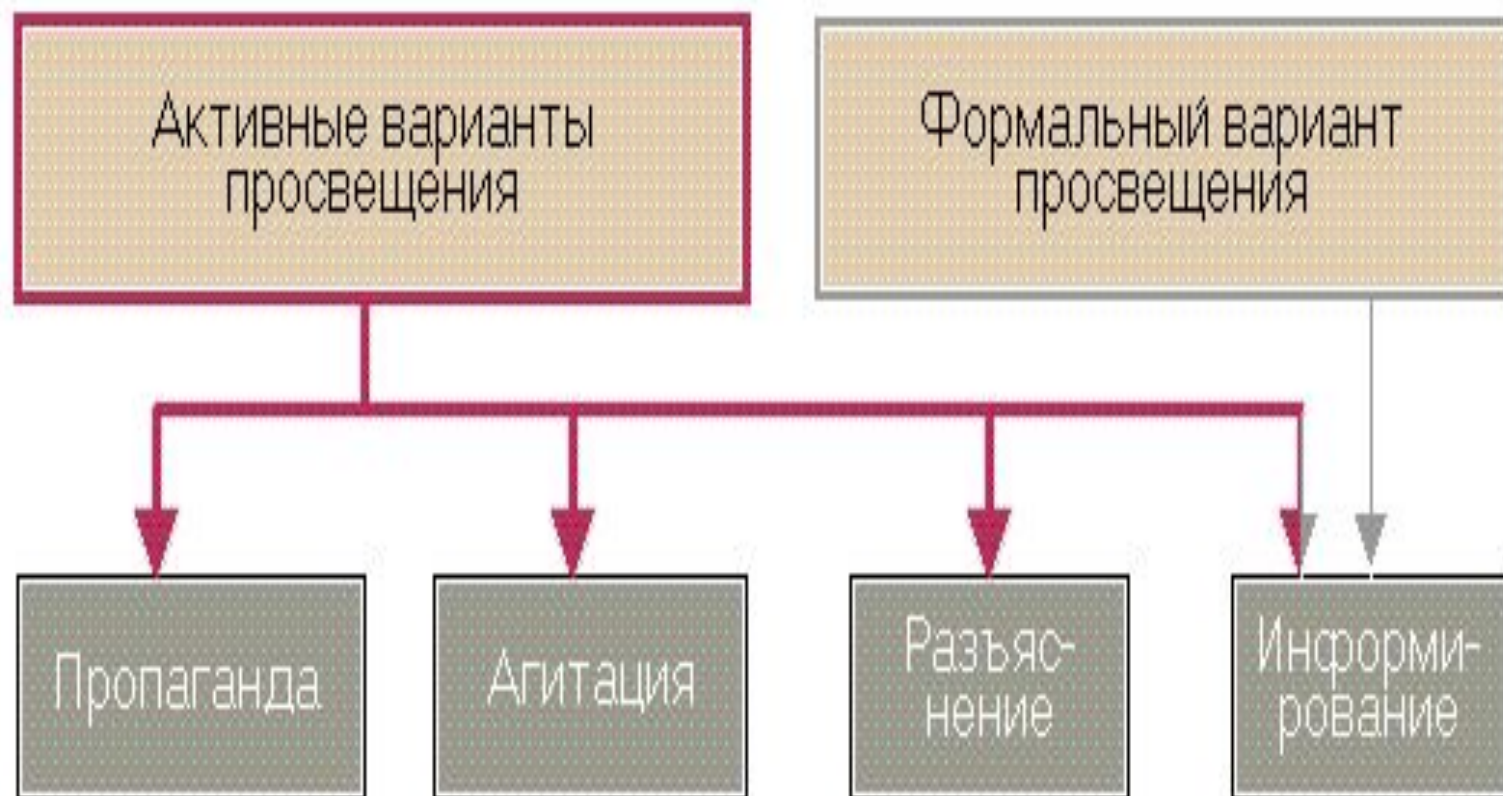 Активные варианты
просвещения
Формальный вариант
просвещения
Пропаганда
Агитация
Разъяс-
нение
Информи-
рование